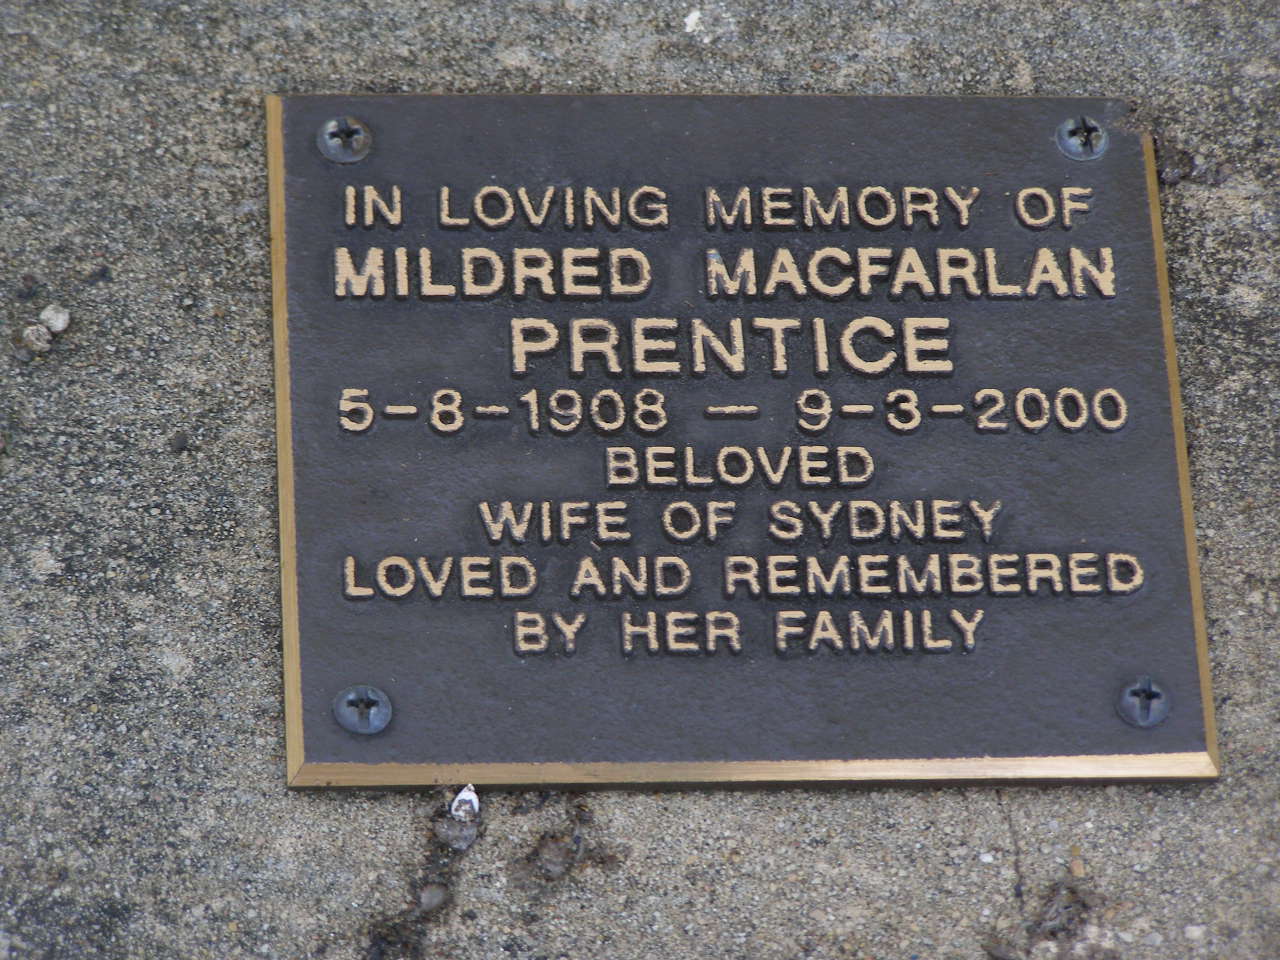 IN LOVING MEMORY OF
MILDRED MACFARLAN
PRENTICE
5-8-1908 - 9-3-2000
BELOVED
WIFE OF SYDNEY
LOVED AND REMEMBERED
BY HER FAMILY